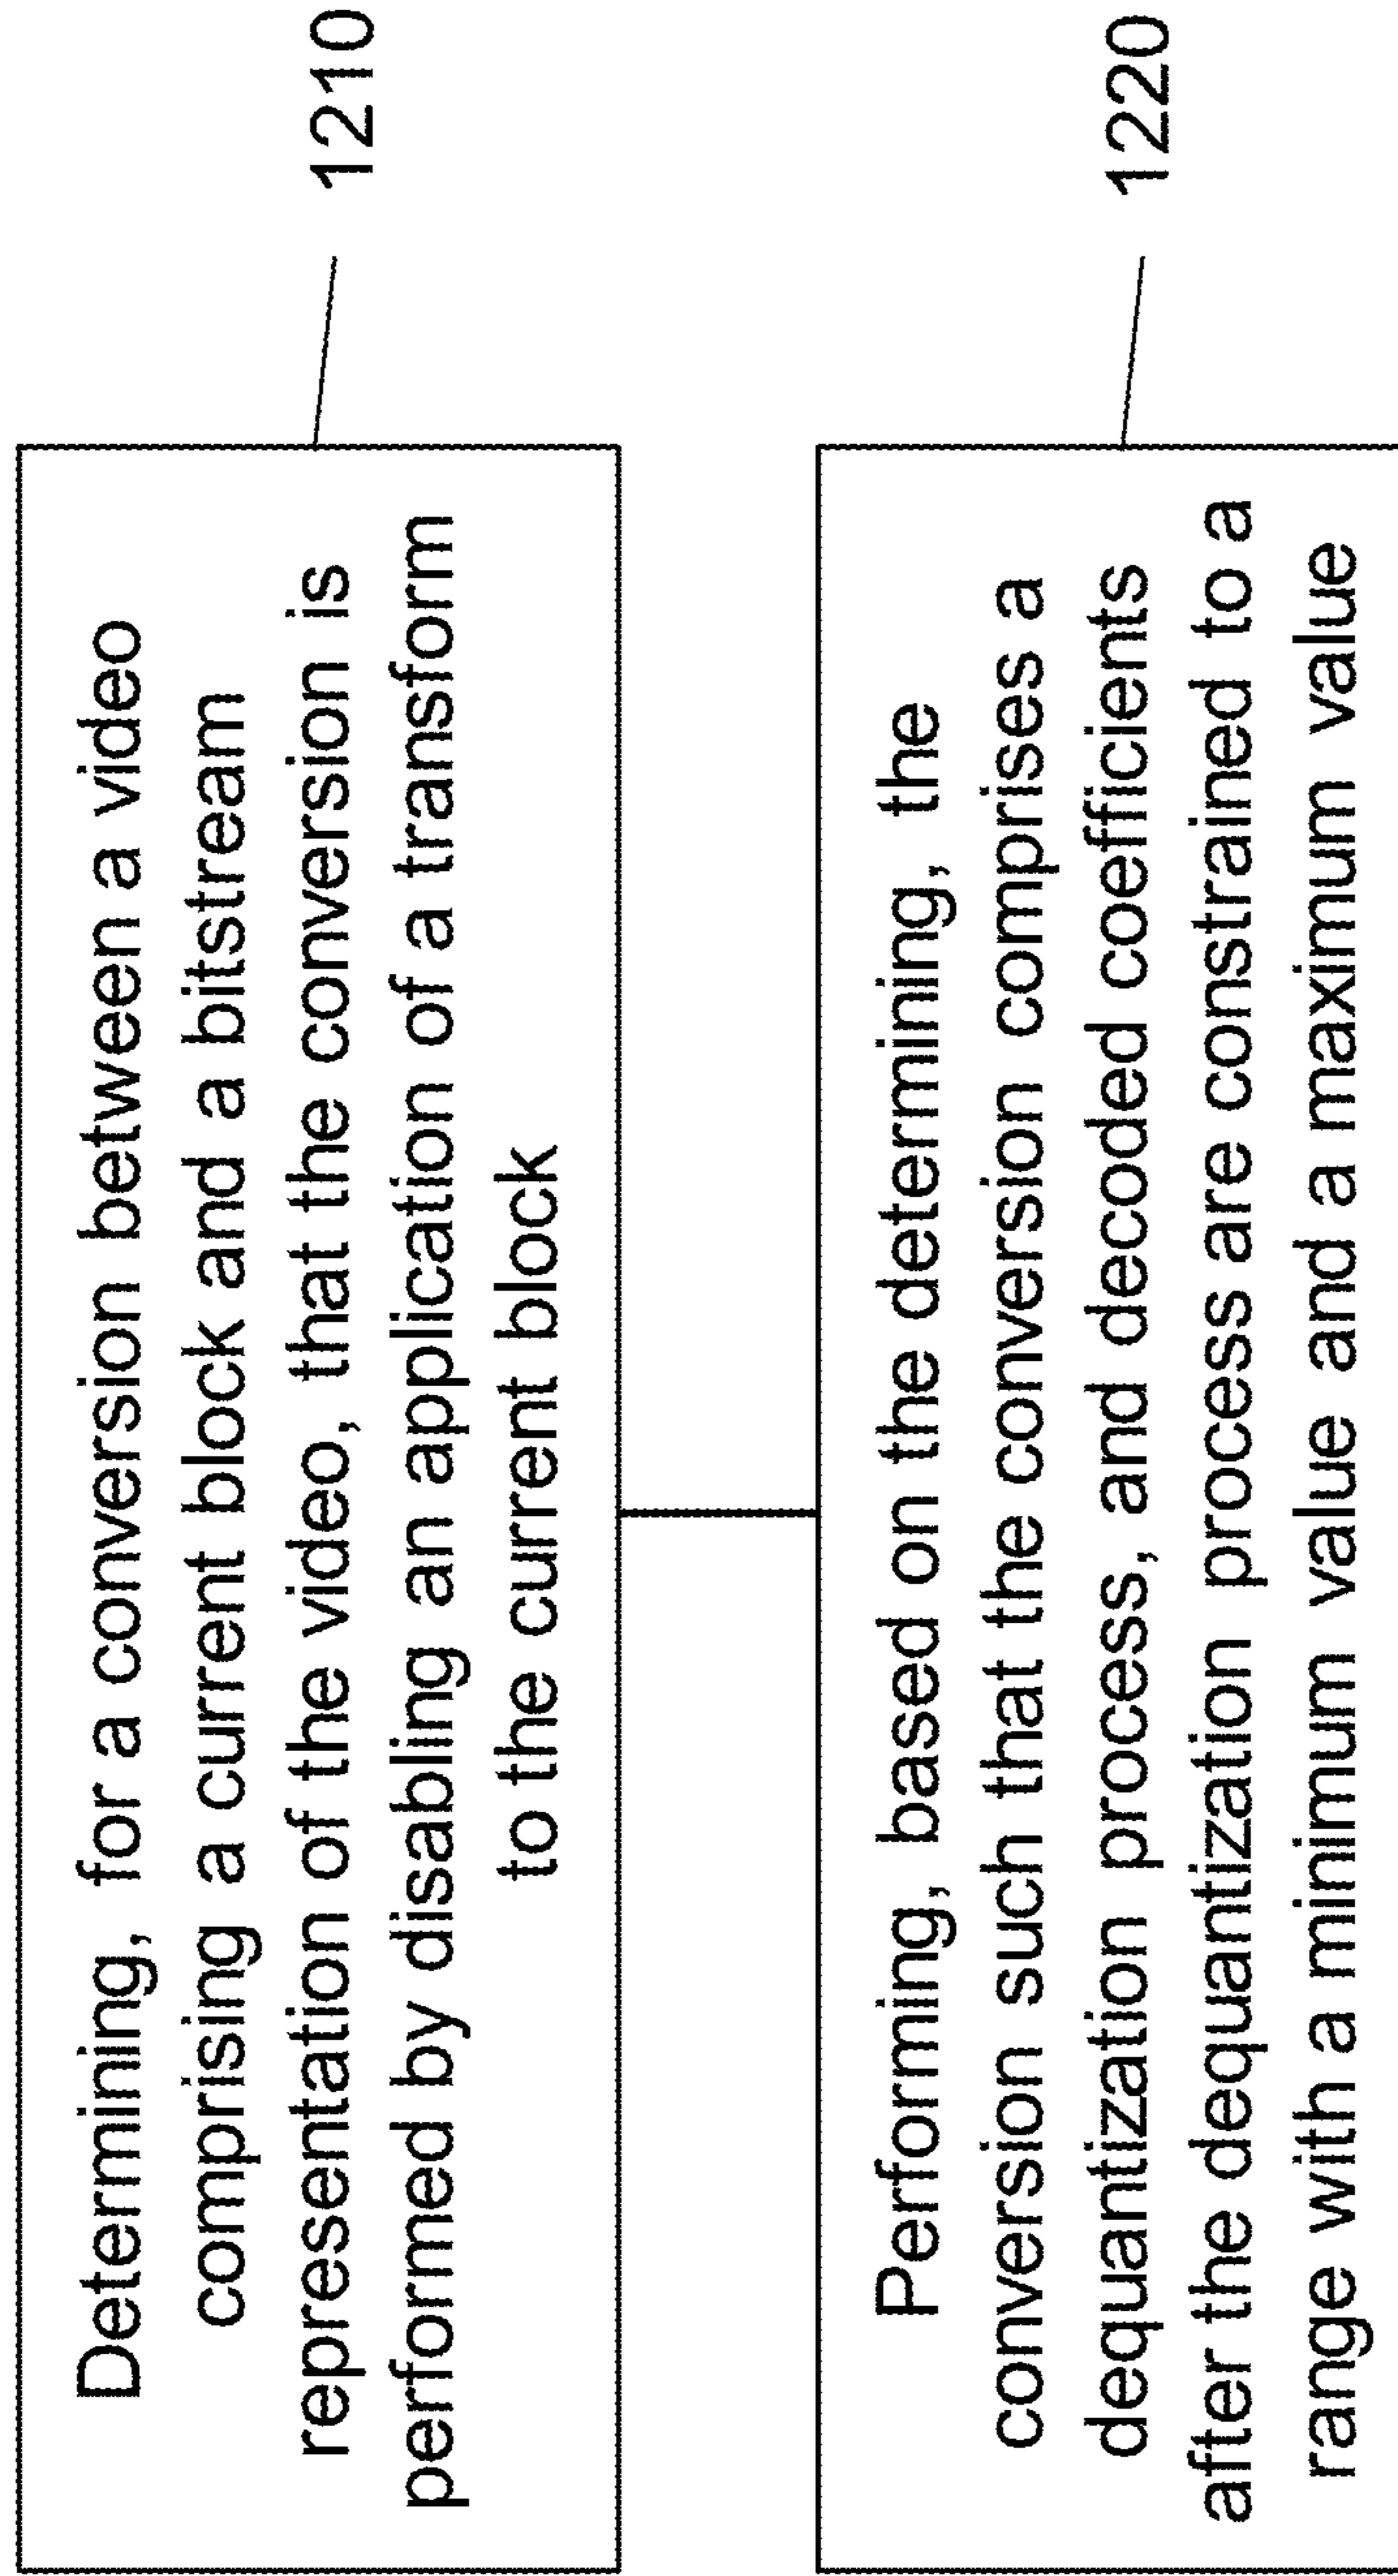 Determining, for a conversion between a video
comprising a current block and a bitstream
representation of the video, that the conversion is
performed by disabling an application of a transform
to the current block
1210
Performing, based on the determining, the
conversion such that the conversion comprises a
dequantization process, and decoded coefficients
after the dequantization process are constrained to a
range with a minimum value and a maximum value
1220